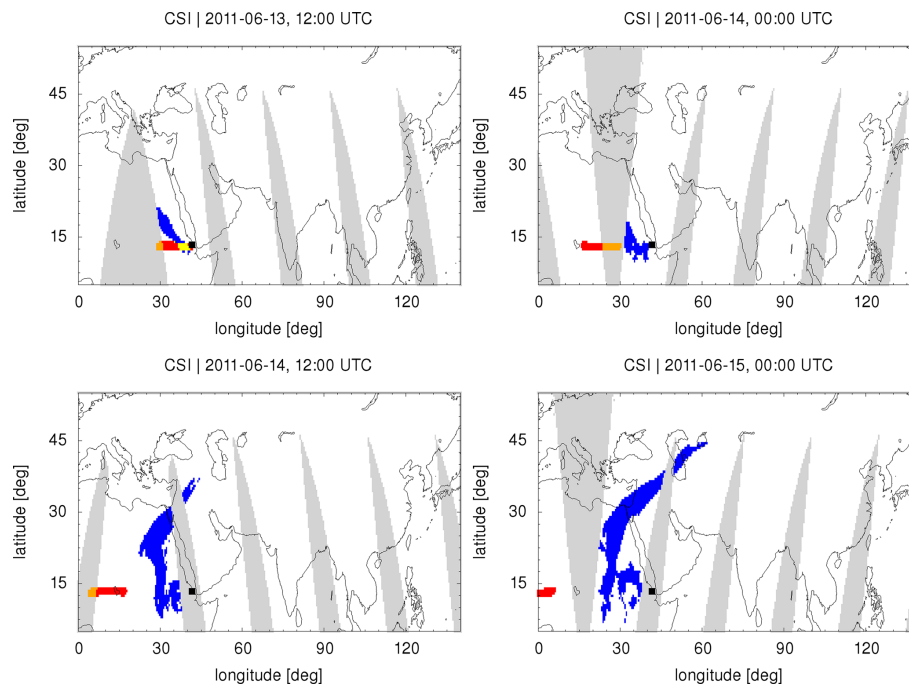 CSI | 2011-06-13, 12:00 UTC
latitude [deg]
45
30
15
0 30 60 90 120
longitude [deg]
CSI | 2011-06-14, 00:00 UTC
latitude [deg]
45
30
15
0 30 60 90 120
longitude [deg]
CSI | 2011-06-14, 12:00 UTC
latitude [deg]
45
30
15
0 30 60 90 120
longitude [deg]
CSI | 2011-06-15, 00:00 UTC
latitude [deg]
45
30
15
0 30 60 90 120
longitude [deg]